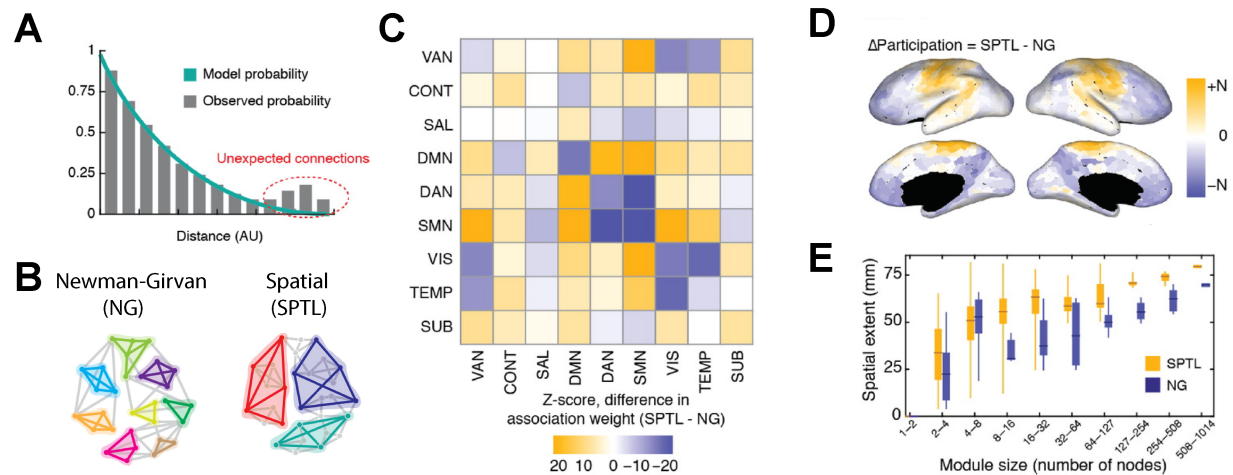 A
1
0.75
0.5
0.25
0
Model probability
Observed probability
Unexpected connections
Distance (AU)
B
Newman-Girvan
(NG)
Spatial
(SPTL)
C
VAN
CONT
SAL
DMN
DAN
SMN
VIS
TEMP
SUB
VAN
CONT
SAL
DMN
DAN
SMN
VIS
TEMP
SUB
Z-score, difference in
association weight (SPTL - NG)
20 10 0 −10−20
D
ΔParticipation = SPTL - NG
+N
0
−N
E
Spatial extent (mm)
75
50
25
0
SPTL
NG
1−2
2−4
4−8
8−16
16−32
32−64
64−127
127−254
254−508
508−1014
Module size (number of nodes)